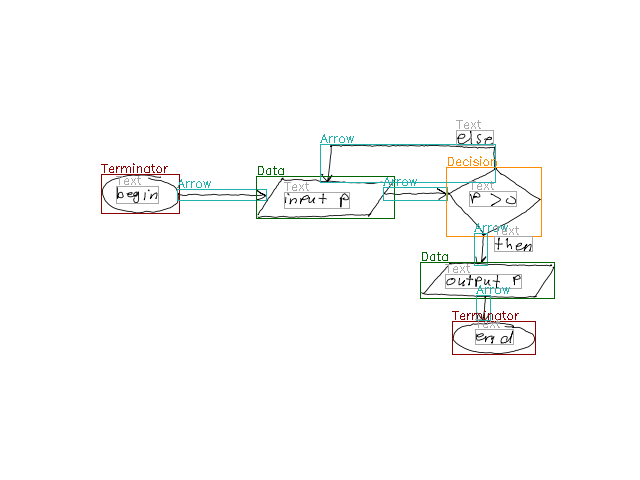 Text
else
Arrow
Decision
Terminator
Data
Text
begin
Arrow
Text
input P
Arrow
Text
P > 0
Arrow
Text
then
Data
Text
output P
Arrow
Terminator
Text
end